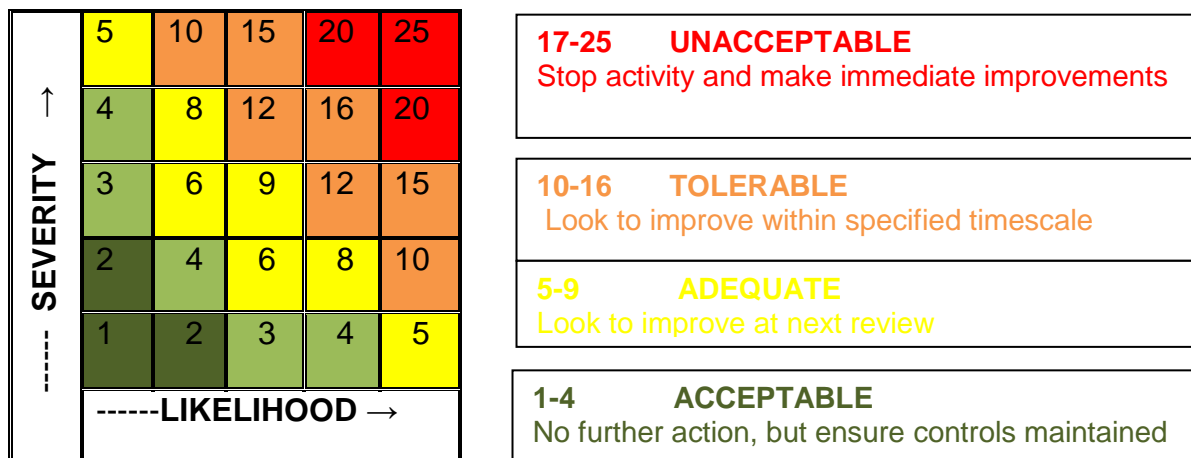 5 10 15 20 25
4 8 12 16 20
3 6 9 12 15
2 4 6 8 10
1 2 3 4 5
------ SEVERITY →
------LIKELIHOOD →
17-25 UNACCEPTABLE
Stop activity and make immediate improvements
10-16 TOLERABLE
Look to improve within specified timescale
5-9 ADEQUATE
Look to improve at next review
1-4 ACCEPTABLE
No further action, but ensure controls maintained